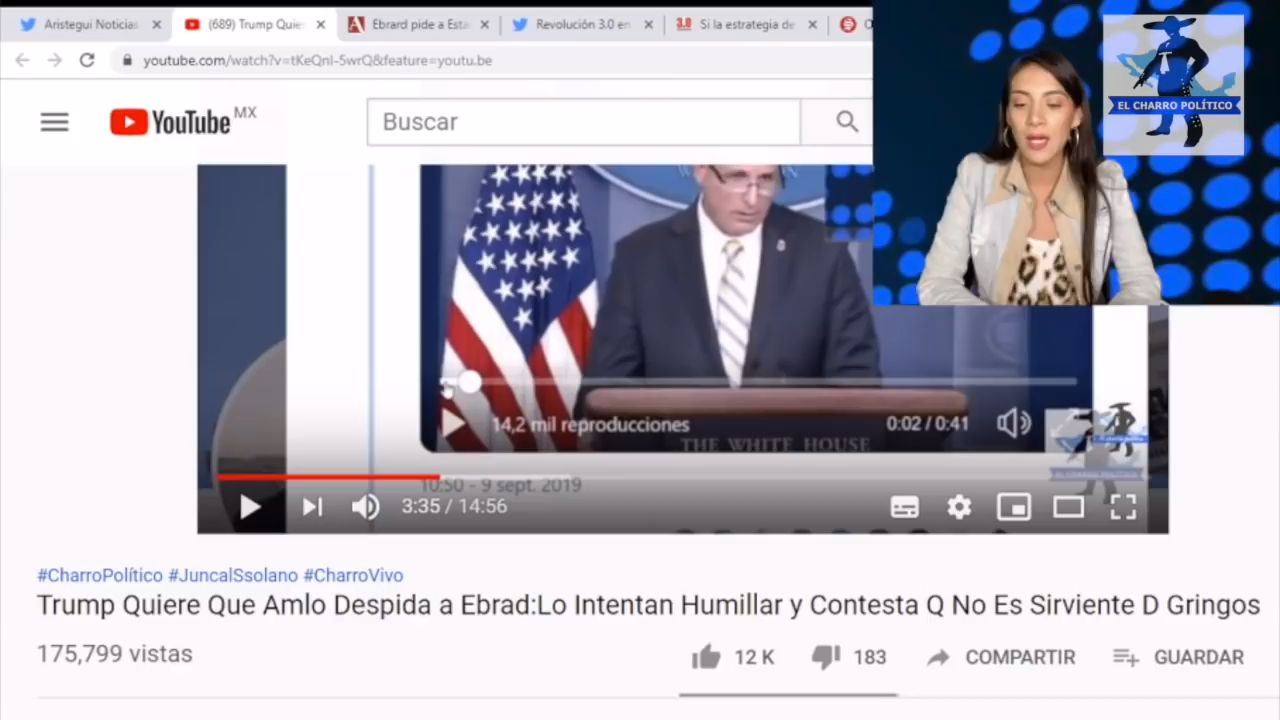 Aristegui Noticias
(689) Trump Quie
Ebrard pide a Esta
Revolución 3.0 en
3.0
Si la estrategia de
youtube.com/watch?v=tKeQnI-5wrQ&feature=youtu.be
YouTube MX
Buscar
EL CHARRO POLÍTICO
14,2 mil reproducciones
0:02 / 0:41
THE WHITE HOUSE
10:50 - 9 sept. 2019
3:35 / 14:56
#CharroPolítico #JuncalSsolano #CharroVivo
Trump Quiere Que Amlo Despida a Ebrad:Lo Intentan Humillar y Contesta Q No Es Sirviente D Gringos
175,799 vistas
12 K
183
COMPARTIR
GUARDAR